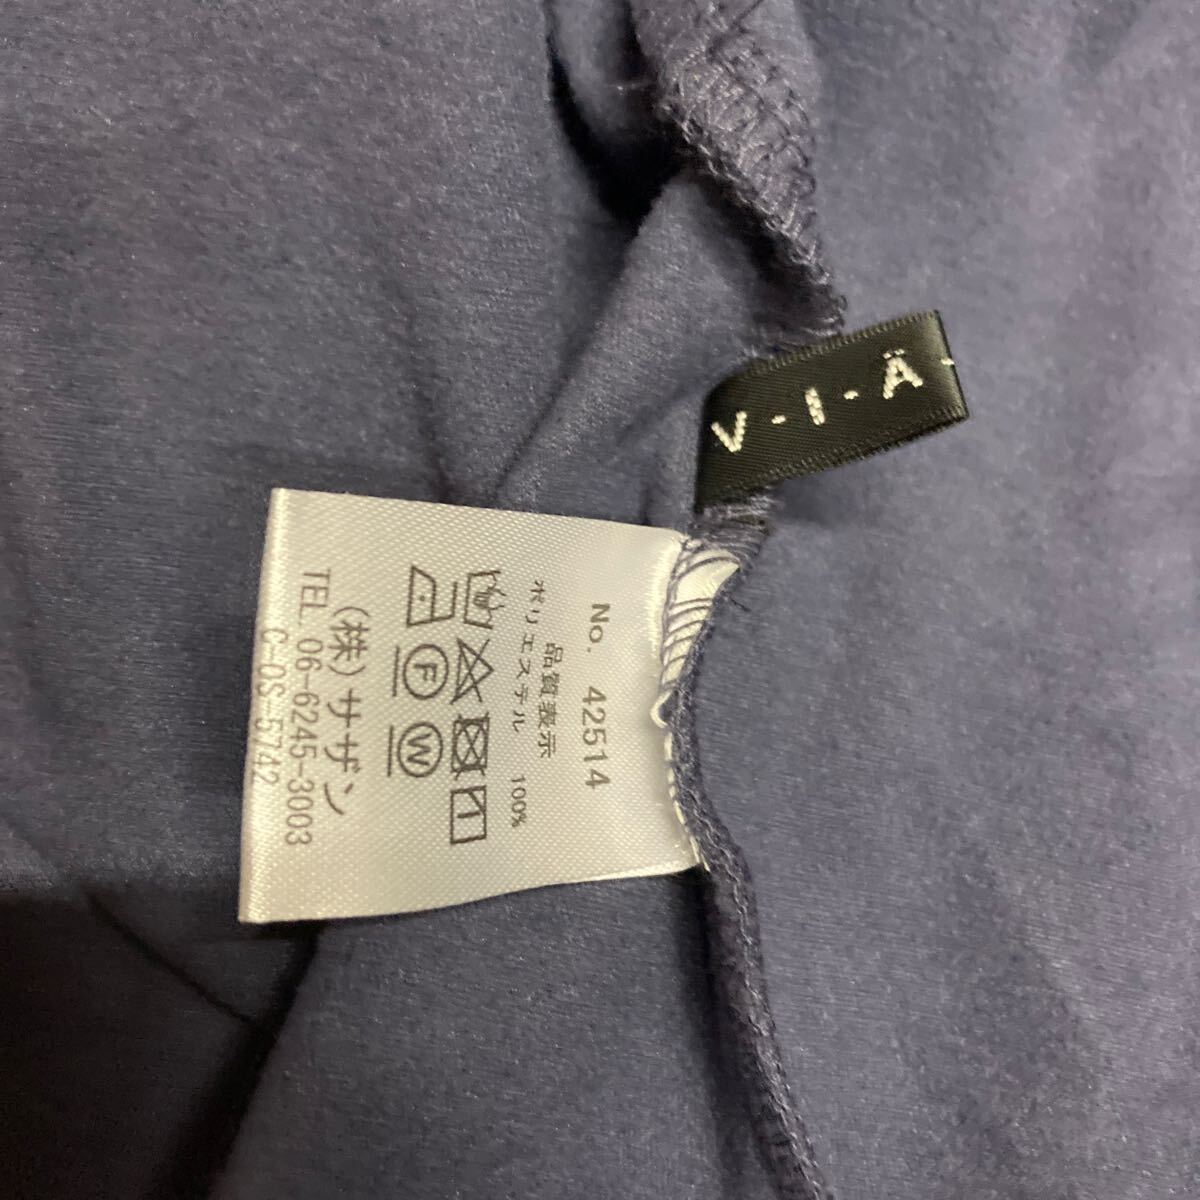 V-I-Ä-
No. 42514
品質表示
ポリエステル 100%
F W
(株)サザン
TEL. 06-6245-3003
C-OS-5742